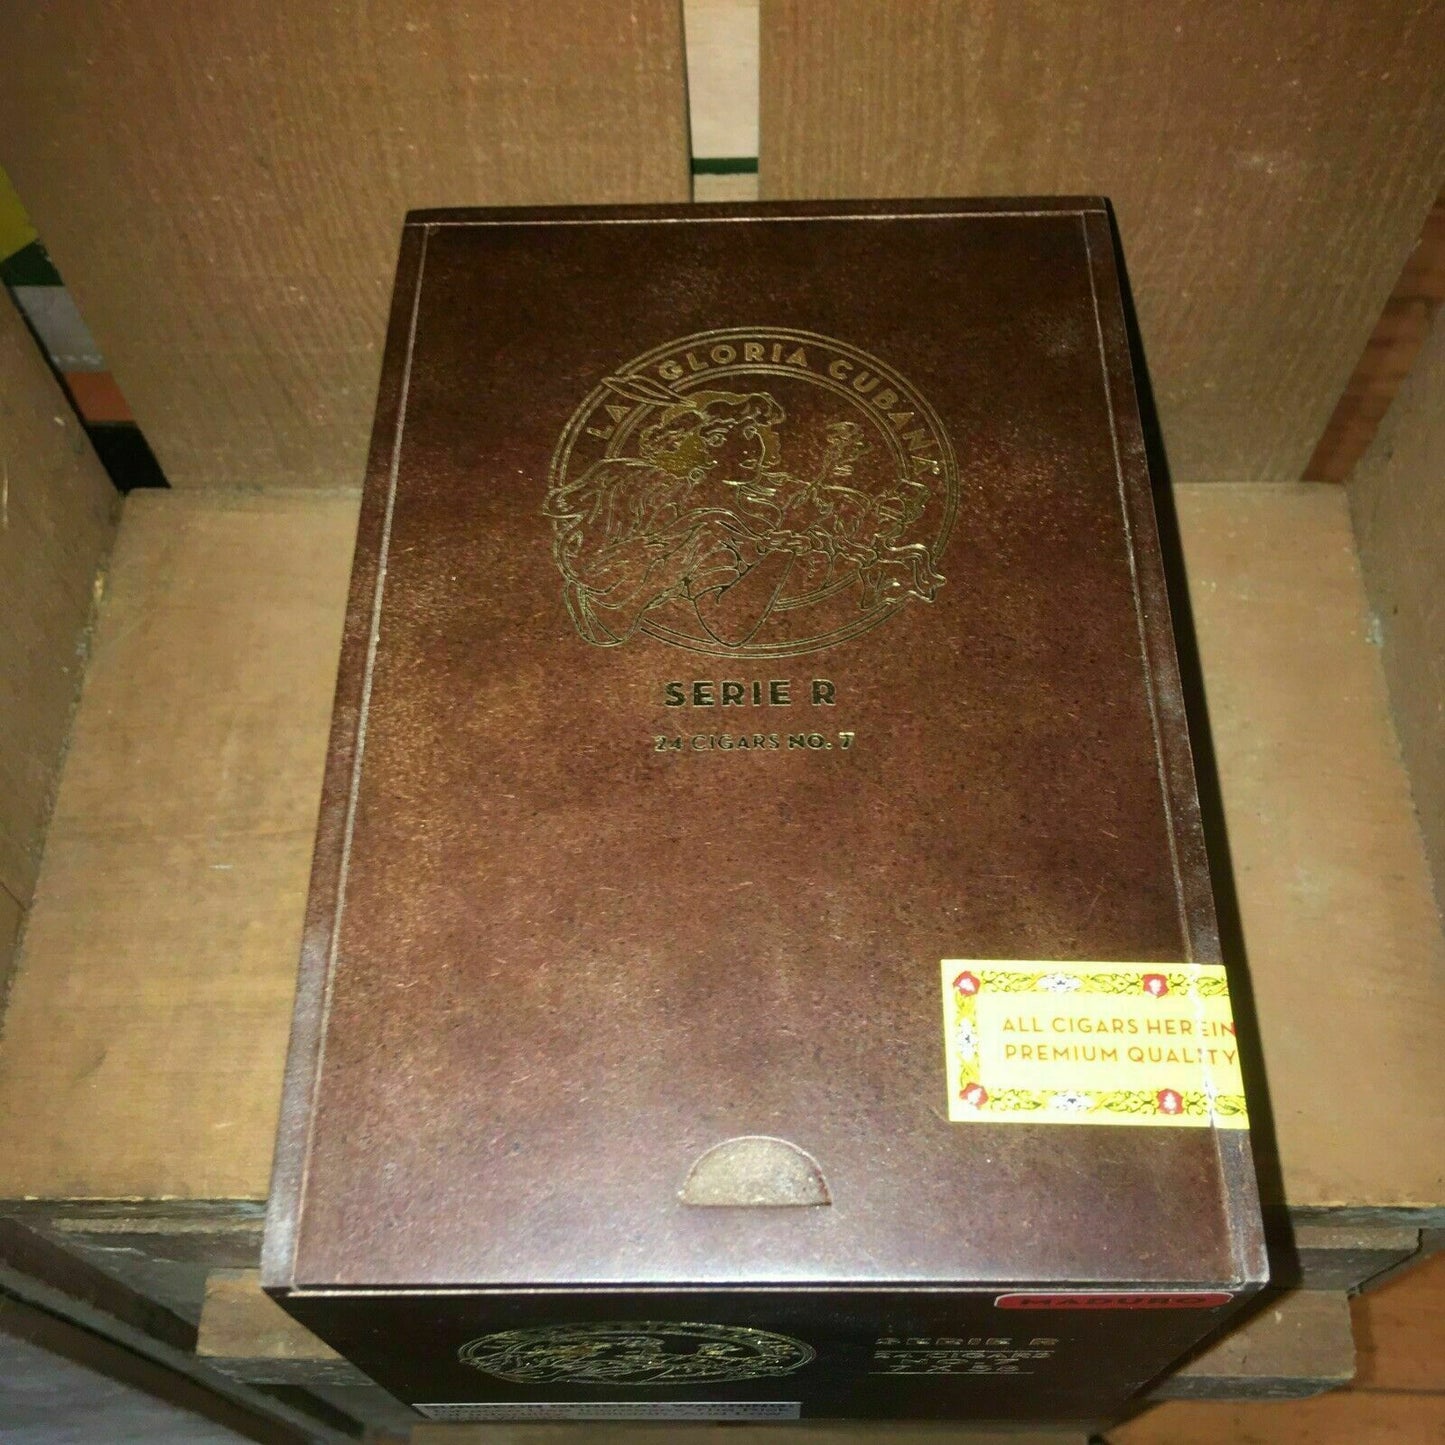 LA GLORIA CUBANA
SERIE R
24 CIGARS NO. 7
ALL CIGARS HEREIN
PREMIUM QUALITY
MADURO
SERIE R